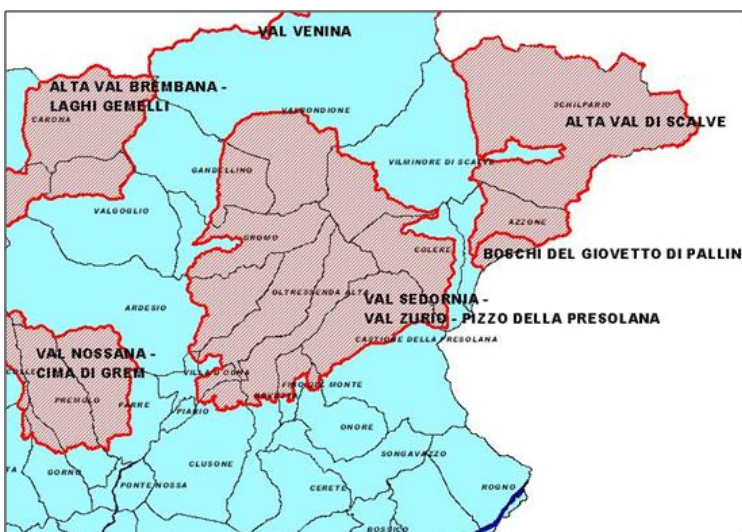 VAL VENINA
ALTA VAL BREMBANA -
LAGHI GEMELLI
CARONA
SCHILPARIO
VALBONDIONE
ALTA VAL DI SCALVE
GANDELLINO
VILMINORE DI SCALVE
VALGOGLIO
AZZONE
GROMO
COLERE
BOSCHI DEL GIOVETTO DI PALLIN
OLTRESSENDA ALTA
VAL SEDORNIA -
VAL ZURIO - PIZZO DELLA PRESOLANA
ARDESIO
CASTIONE DELLA PRESOLANA
VAL NOSSANA -
CIMA DI GREM
VILLA D'OGNA
FINO DEL MONTE
ROVETTA
PREMOLO
PARRE
PIARIO
ONORE
SONGAVAZZO
CLUSONE
GORNO
PONTE NOSSA
CERETE
ROGNO
BOSSICO